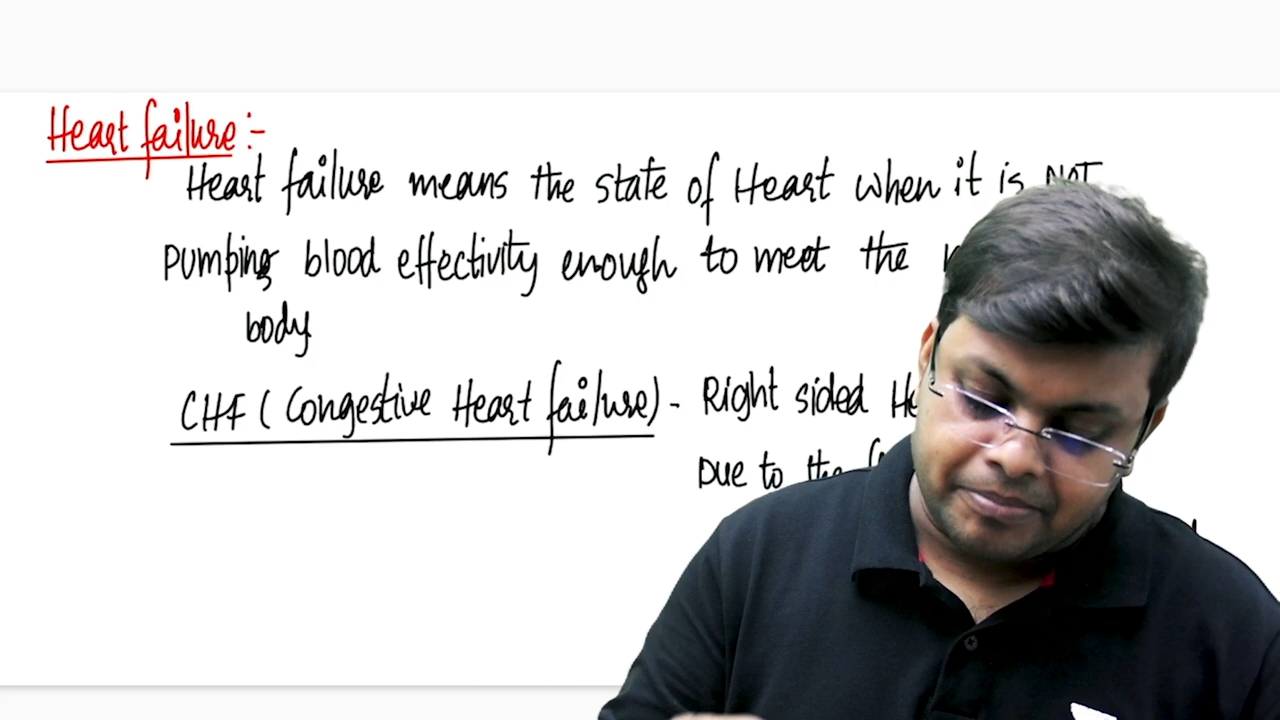 Heart failure :-
Heart failure means the state of Heart when it is NOT
pumping blood effectivity enough to meet the
body
CHF (Congestive Heart failure) - Right sided
Due to the